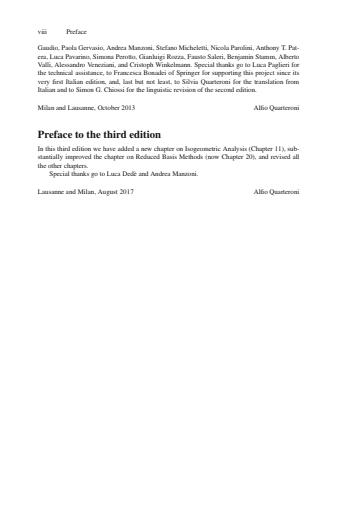 viii Preface
Gaudio, Paola Gervasio, Andrea Manzoni, Stefano Micheletti, Nicola Parolini, Anthony T. Pat-
era, Luca Pavarino, Simona Perotto, Gianluigi Rozza, Fausto Saleri, Benjamin Stamm, Alberto
Valli, Alessandro Veneziani, and Cristoph Winkelmann. Special thanks go to Luca Paglieri for
the technical assistance, to Francesca Bonadei of Springer for supporting this project since its
very first Italian edition, and, last but not least, to Silvia Quarteroni for the translation from
Italian and to Simon G. Chiossi for the linguistic revision of the second edition.
Milan and Lausanne, October 2013 Alfio Quarteroni
Preface to the third edition
In this third edition we have added a new chapter on Isogeometric Analysis (Chapter 11), sub-
stantially improved the chapter on Reduced Basis Methods (now Chapter 20), and revised all
the other chapters.
Special thanks go to Luca Dedè and Andrea Manzoni.
Lausanne and Milan, August 2017 Alfio Quarteroni